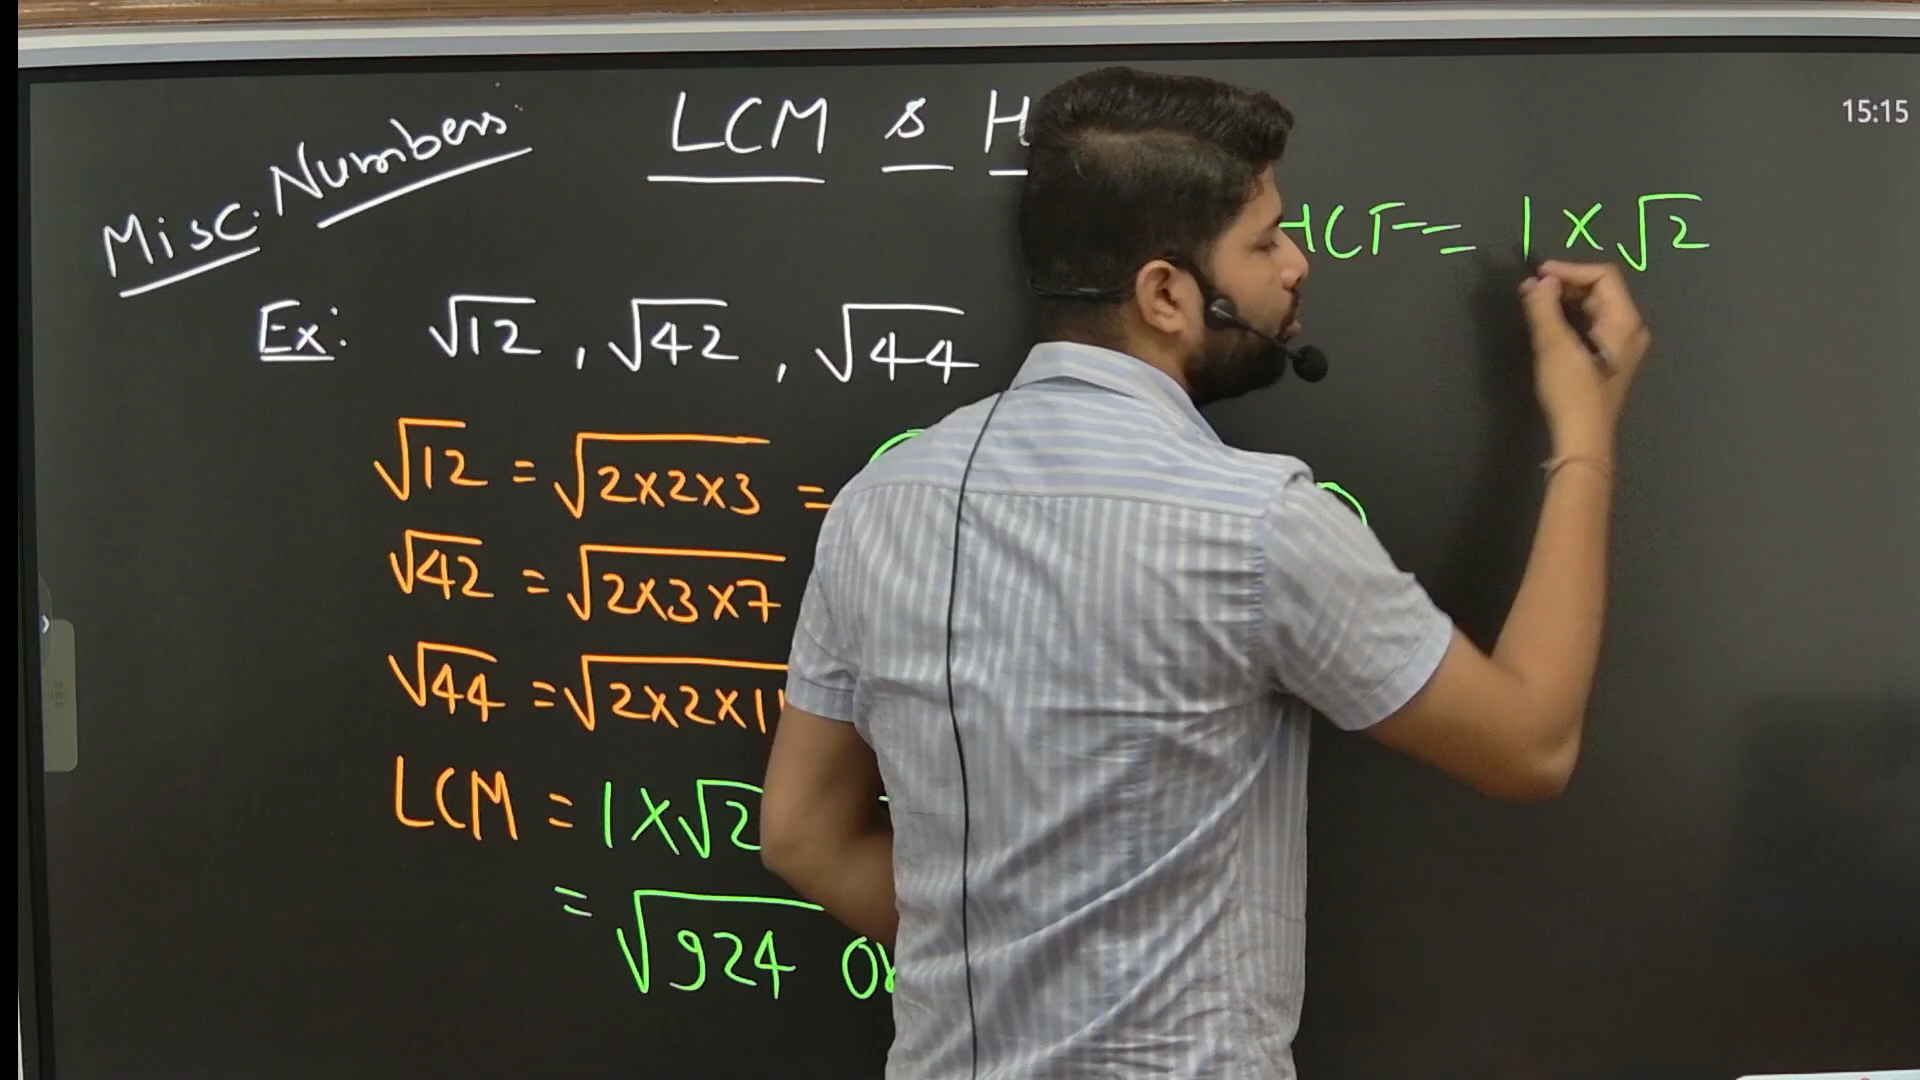 LCM & H
15:15
Misc. Numbers
HCF = 1 × √2
Ex: √12 , √42 , √44
√12 = √2×2×3 =
√42 = √2×3×7
√44 = √2×2×11
LCM = 1×√2
= √924 Or